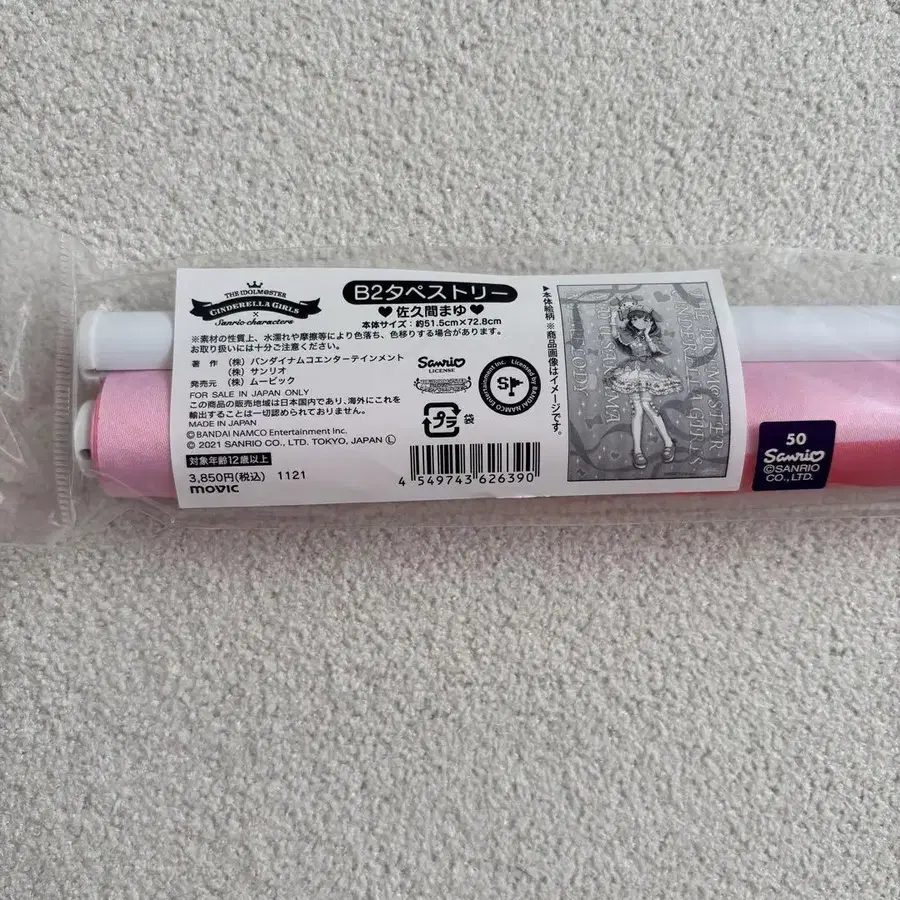 THE IDOLM@STER
CINDERELLA GIRLS
×
Sanrio characters
B2タペストリー
♥佐久間まゆ♥
本体サイズ:約51.5cm×72.8cm
※素材の性質上、水濡れや摩擦等により色落ち、色移りする場合があります。
お取り扱いには十分ご注意ください。
著 作 (株) バンダイナムコエンターテインメント
(株) サンリオ
発売元 (株) ムービック
FOR SALE IN JAPAN ONLY
この商品の販売地域は日本国内であり、海外にこれを
輸出することは一切認められておりません。
MADE IN JAPAN
©BANDAI NAMCO Entertainment Inc.
© 2021 SANRIO CO., LTD. TOKYO, JAPAN Ⓛ
対象年齢12歳以上
3,850円(税込) 1121
movic
Sanrio
LICENSE
プラ
袋
Licensed by BANDAI NAMCO Entertainment Inc.
4 549743 626390
▶本体絵柄 ※商品画像はイメージです。
50
Sanrio
©SANRIO
CO., LTD.